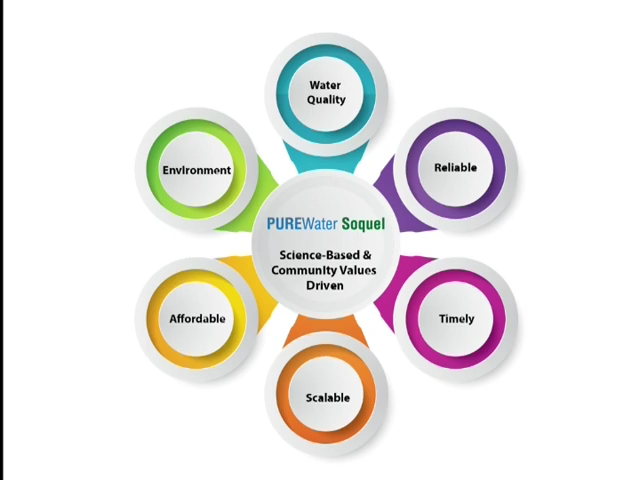 Water
Quality
Environment
Reliable
PUREWater Soquel
Science-Based &
Community Values
Driven
Affordable
Timely
Scalable